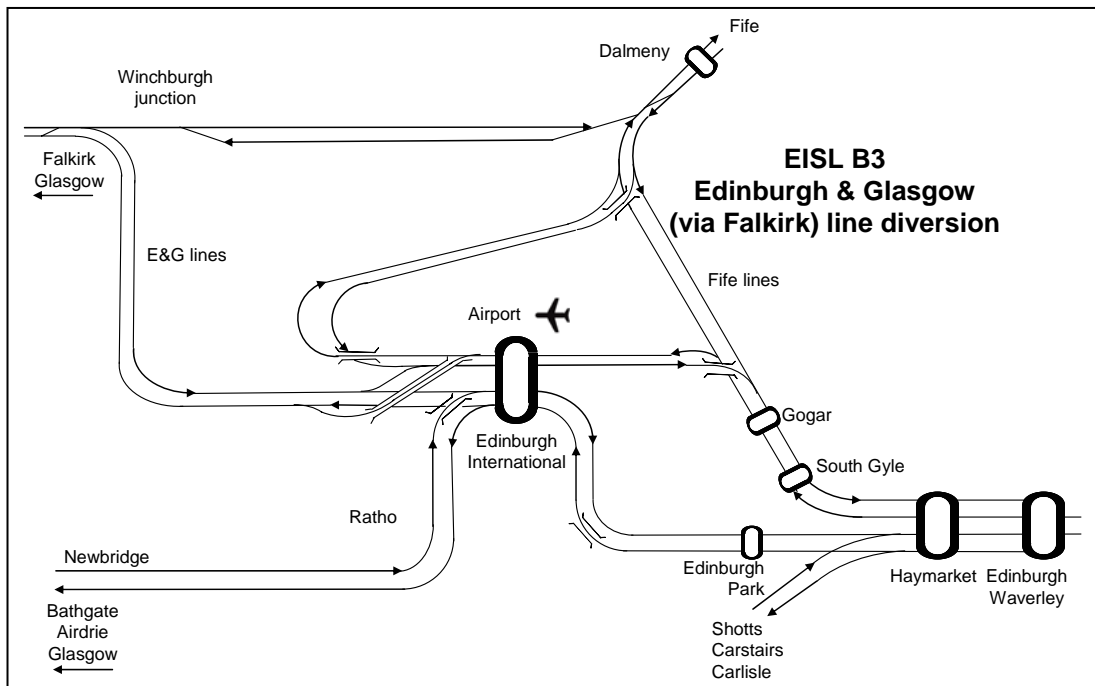 Fife
Dalmeny
Winchburgh
junction
EISL B3
Edinburgh & Glasgow
(via Falkirk) line diversion
Falkirk
Glasgow
E&G lines
Fife lines
Airport
Gogar
Edinburgh
International
South Gyle
Ratho
Newbridge
Edinburgh
Park
Haymarket
Edinburgh
Waverley
Bathgate
Airdrie
Glasgow
Shotts
Carstairs
Carlisle